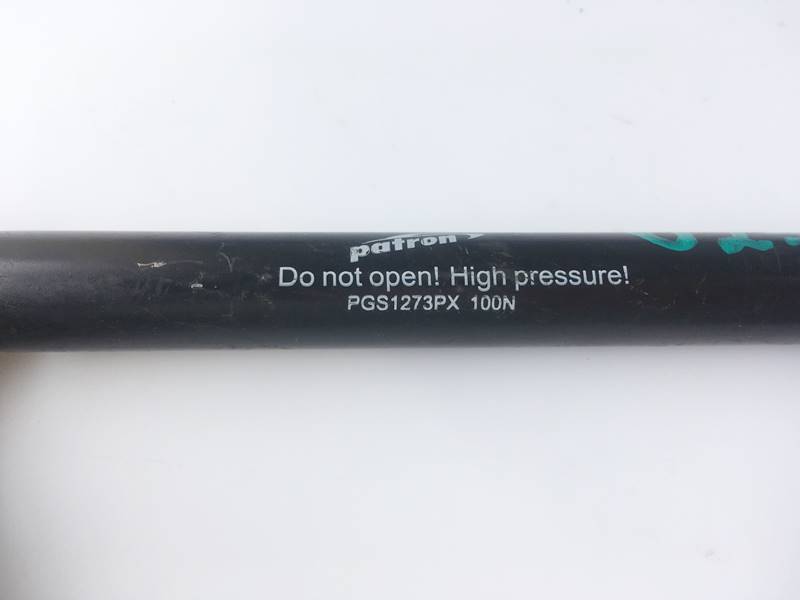 patron
Do not open! High pressure!
PGS1273PX 100N